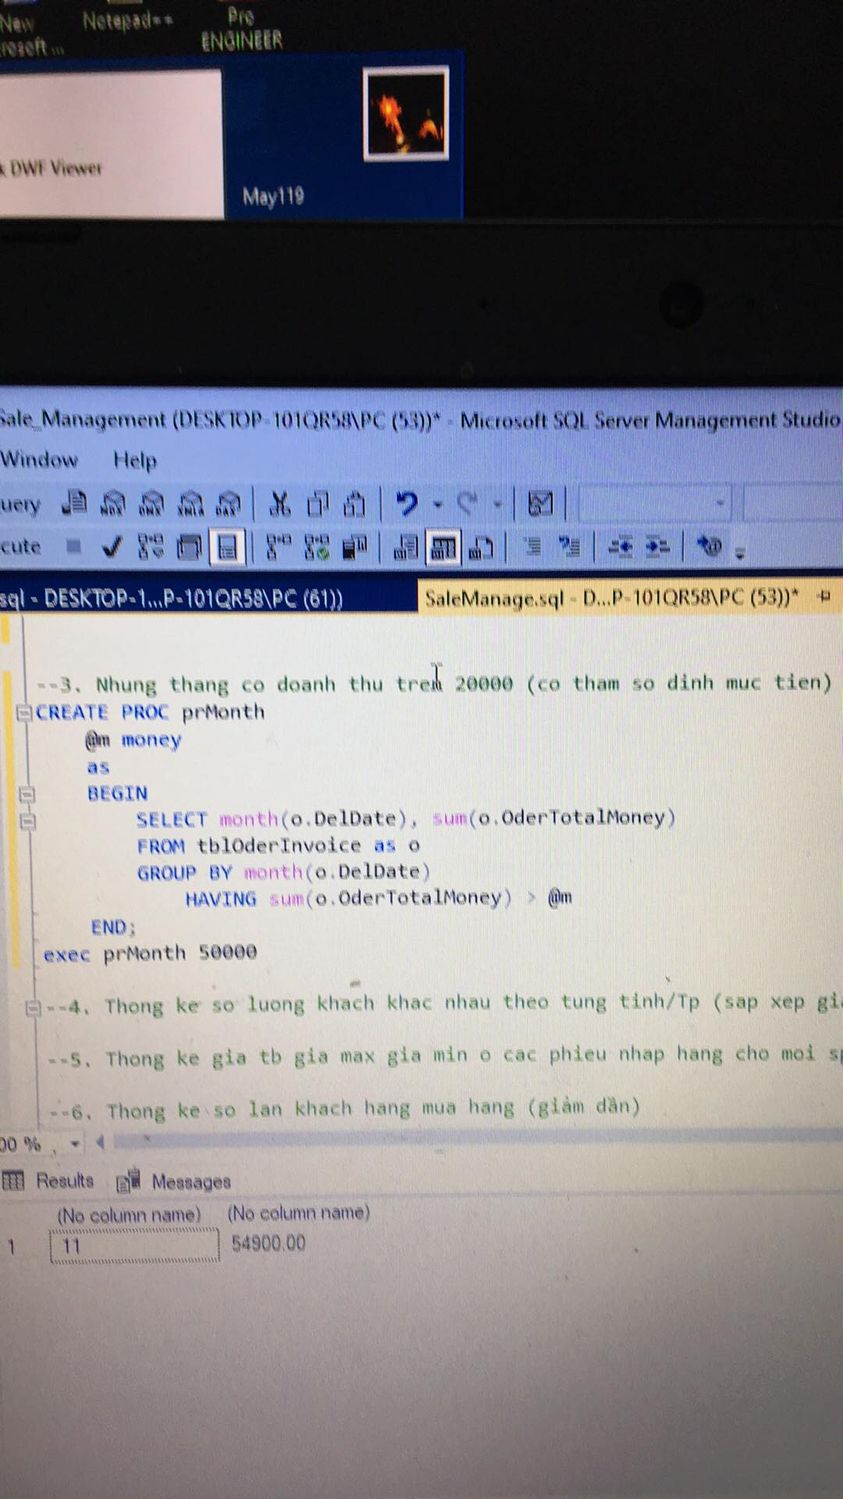 New
Notepad++
Pro
ENGINEER
DWF Viewer
May119
Sale_Management (DESKTOP-101QR58\PC (53))* - Microsoft SQL Server Management Studio
Window Help
uery
cute
sql - DESKTOP-1...P-101QR58\PC (61))
SaleManage.sql - D...P-101QR58\PC (53))*
--3. Nhung thang co doanh thu tren 20000 (co tham so dinh muc tien)
CREATE PROC prMonth
@m money
as
BEGIN
SELECT month(o.DelDate), sum(o.OderTotalMoney)
FROM tblOderInvoice as o
GROUP BY month(o.DelDate)
HAVING sum(o.OderTotalMoney) > @m
END;
exec prMonth 50000
--4. Thong ke so luong khach khac nhau theo tung tinh/Tp (sap xep
--5. Thong ke gia tb gia max gia min o cac phieu nhap hang cho moi
--6. Thong ke so lan khach hang mua hang (giảm dần)
00 %
Results Messages
(No column name) (No column name)
1 11 54900.00